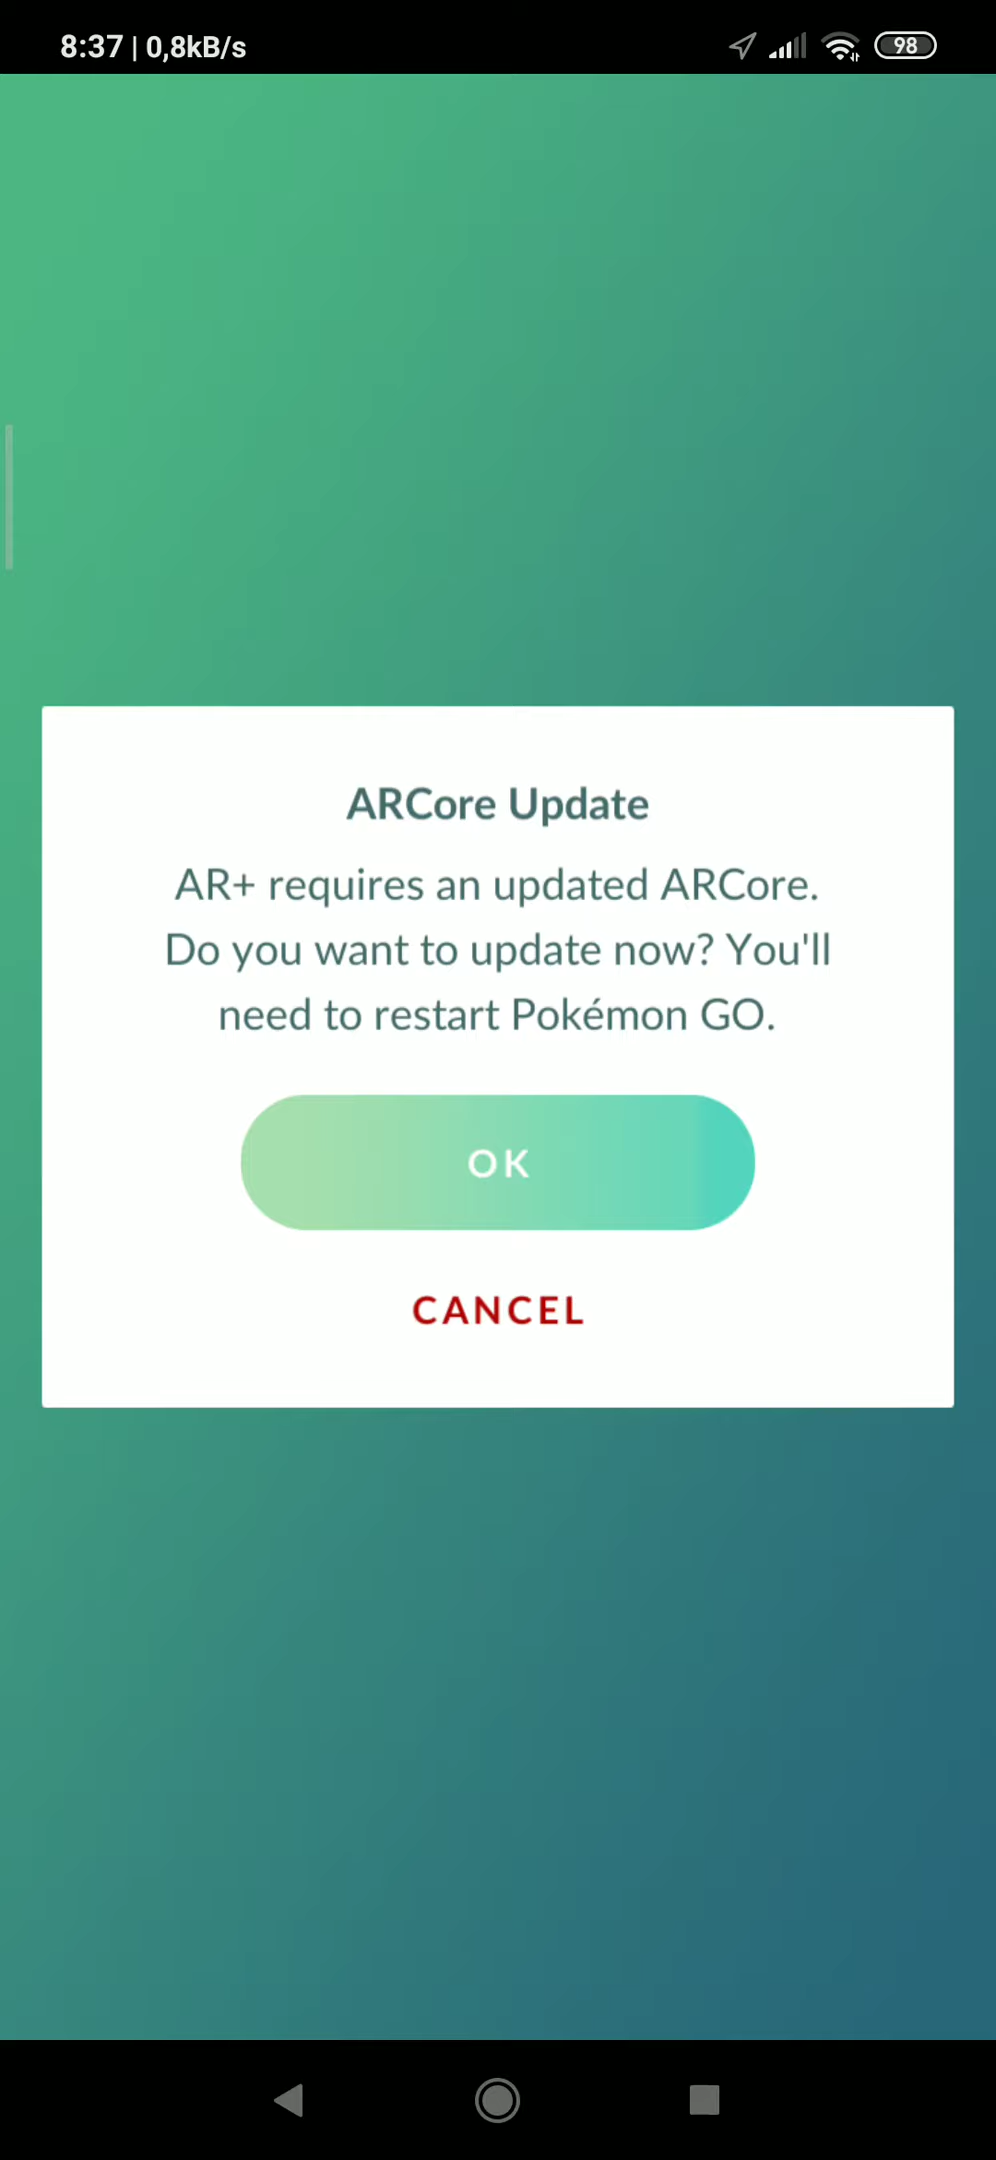 8:37 | 0,8kB/s 98
ARCore Update
AR+ requires an updated ARCore.
Do you want to update now? You'll
need to restart Pokémon GO.
OK
CANCEL